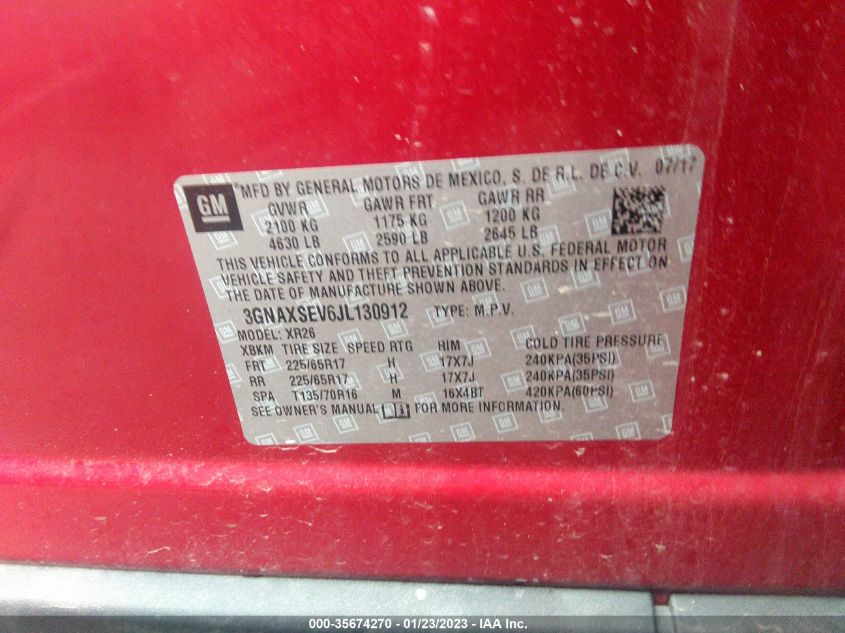 GM
MFD BY GENERAL MOTORS DE MEXICO, S. DE R.L. DE C.V. 07/17
GVWR GAWR FRT GAWR RR
2100 KG 1175 KG 1200 KG
4630 LB 2590 LB 2645 LB
THIS VEHICLE CONFORMS TO ALL APPLICABLE U.S. FEDERAL MOTOR
VEHICLE SAFETY AND THEFT PREVENTION STANDARDS IN EFFECT ON
THE DATE OF MANUFACTURE SHOWN ABOVE.
3GNAXSEV6JL130912 TYPE: M.P.V.
MODEL: XR26
XBKM TIRE SIZE SPEED RTG RIM COLD TIRE PRESSURE
FRT 225/65R17 H 17X7J 240KPA(35PSI)
RR 225/65R17 H 17X7J 240KPA(35PSI)
SPA T135/70R16 M 16X4BT 420KPA(60PSI)
SEE OWNER'S MANUAL FOR MORE INFORMATION.
000-35674270 - 01/23/2023 - IAA Inc.